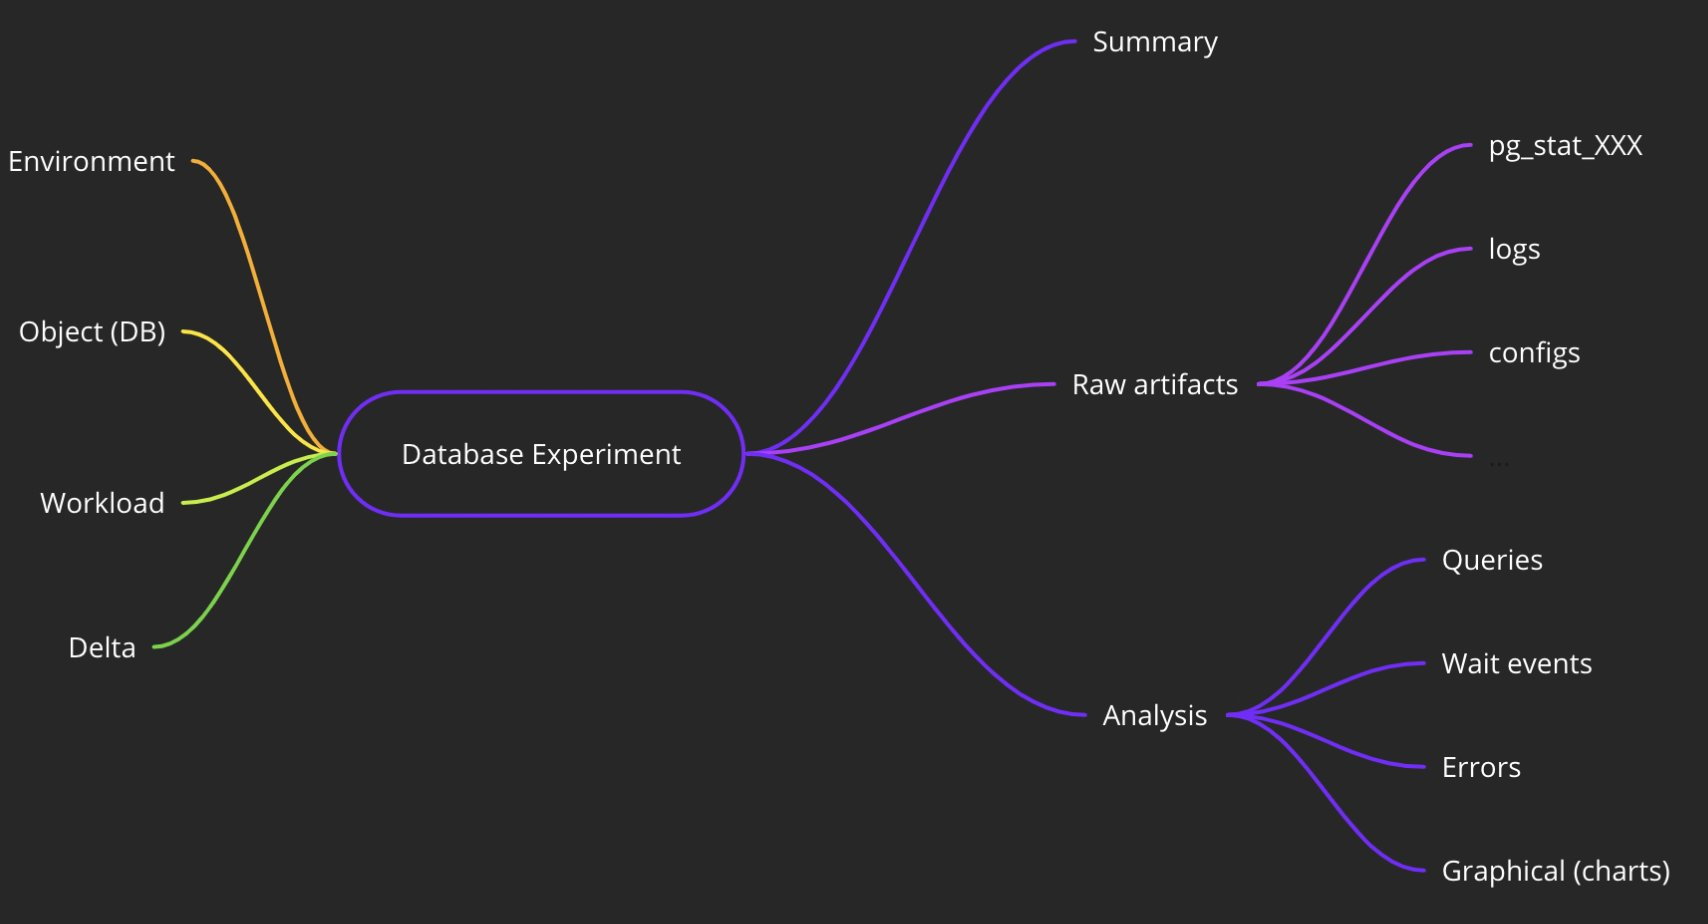 Summary
Environment
pg_stat_XXX
logs
Object (DB)
configs
Raw artifacts
Database Experiment
...
Workload
Queries
Delta
Wait events
Analysis
Errors
Graphical (charts)